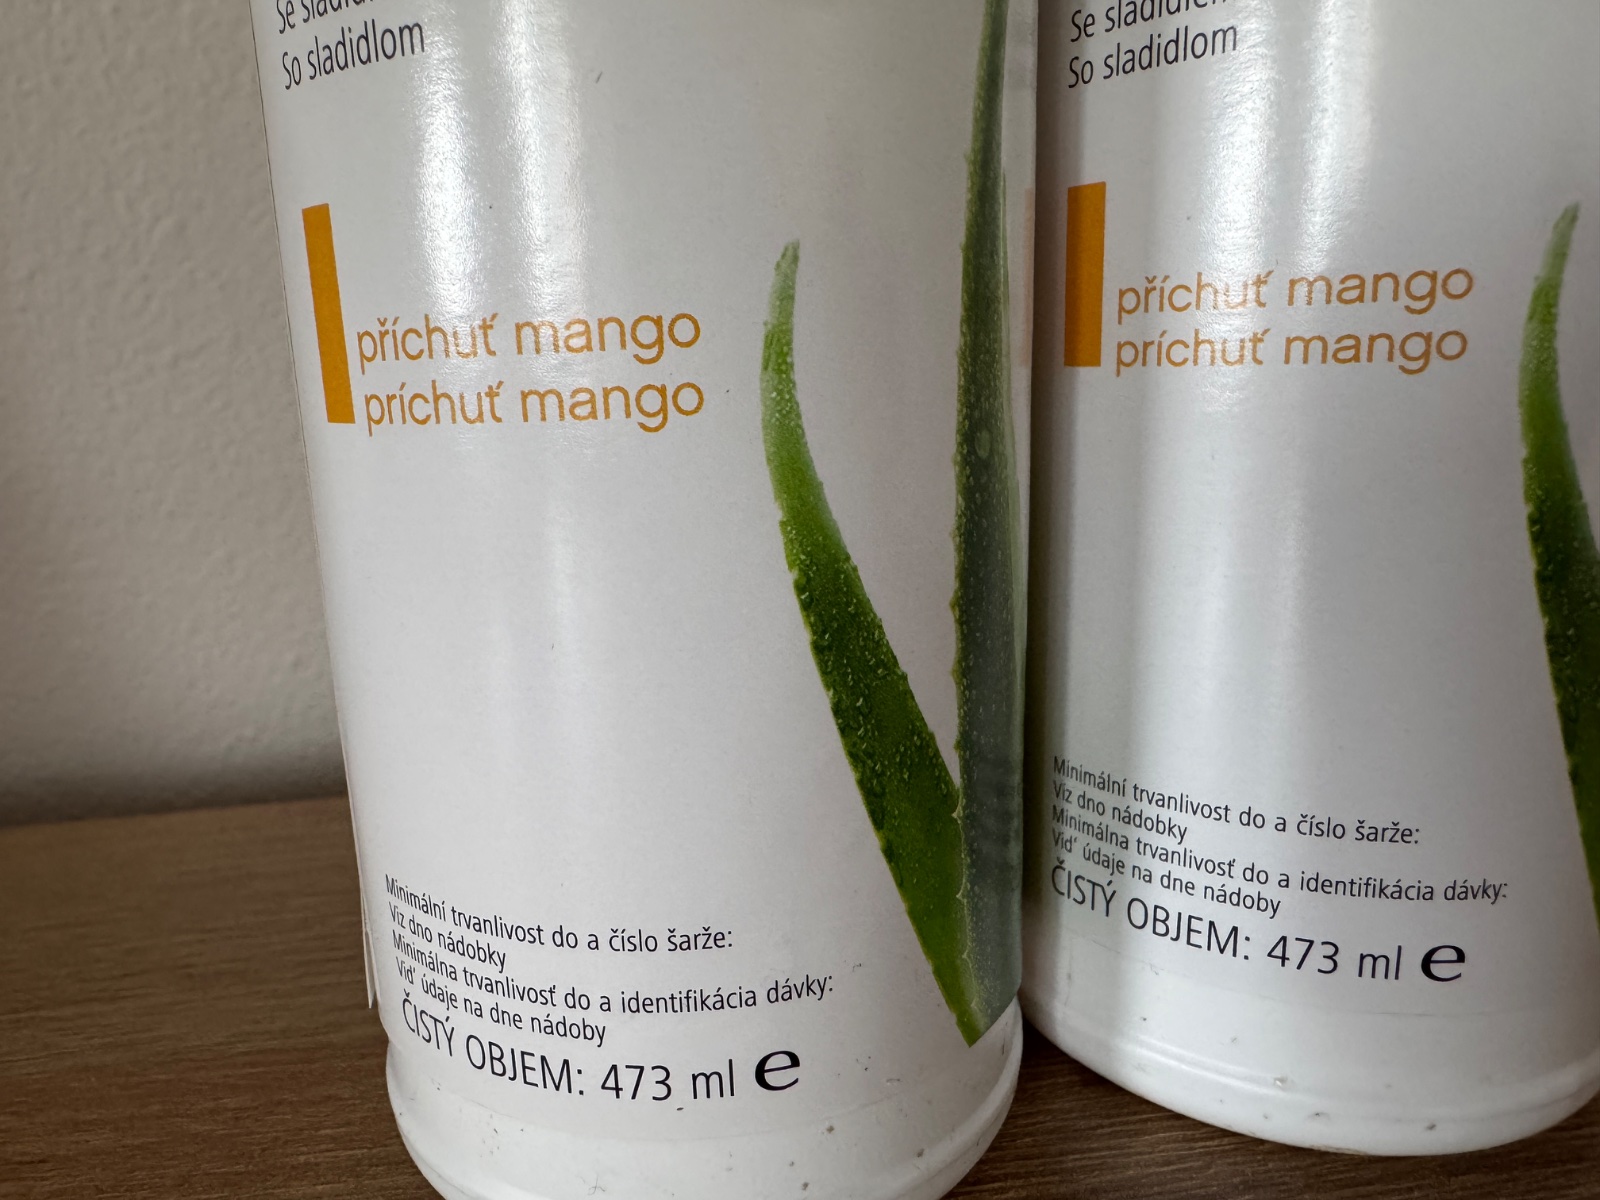 So sladidlom
příchuť mango
príchuť mango
Minimální trvanlivost do a číslo šarže:
Viz dno nádobky
Minimálna trvanlivosť do a identifikácia dávky:
Viď údaje na dne nádoby
ČISTÝ OBJEM: 473 ml e
Se sladidlem
So sladidlom
příchuť mango
príchuť mango
Minimální trvanlivost do a číslo šarže:
Viz dno nádobky
Minimálna trvanlivosť do a identifikácia dávky:
Viď údaje na dne nádoby
ČISTÝ OBJEM: 473 ml e